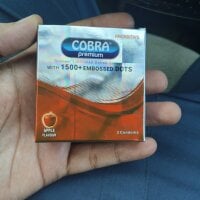 COBRA
premium
WITH 1500+ EMBOSSED DOTS
APPLE
FLAVOUR
3 Condoms